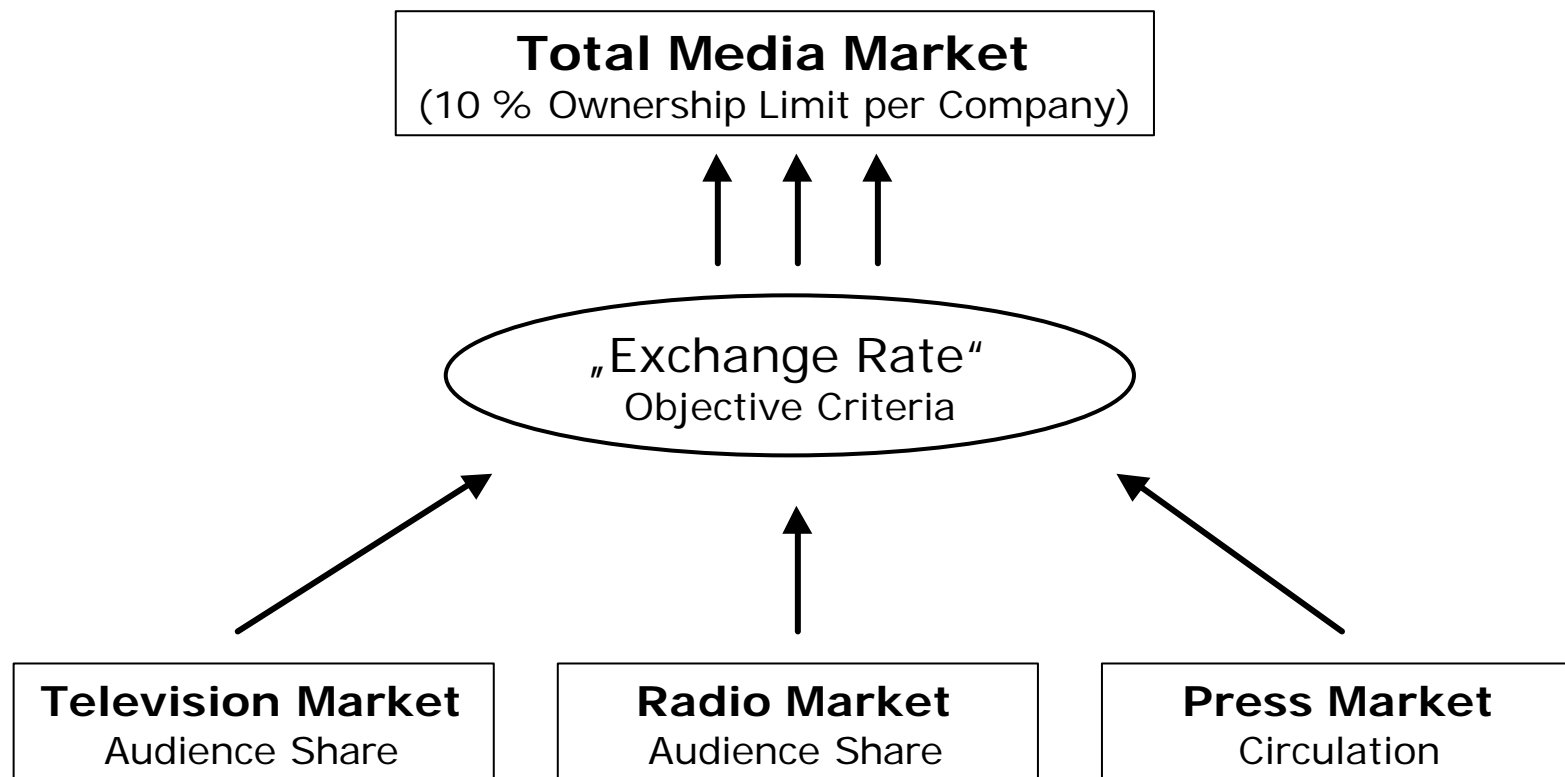 Total Media Market
(10 % Ownership Limit per Company)
„Exchange Rate“
Objective Criteria
Television Market
Audience Share
Radio Market
Audience Share
Press Market
Circulation